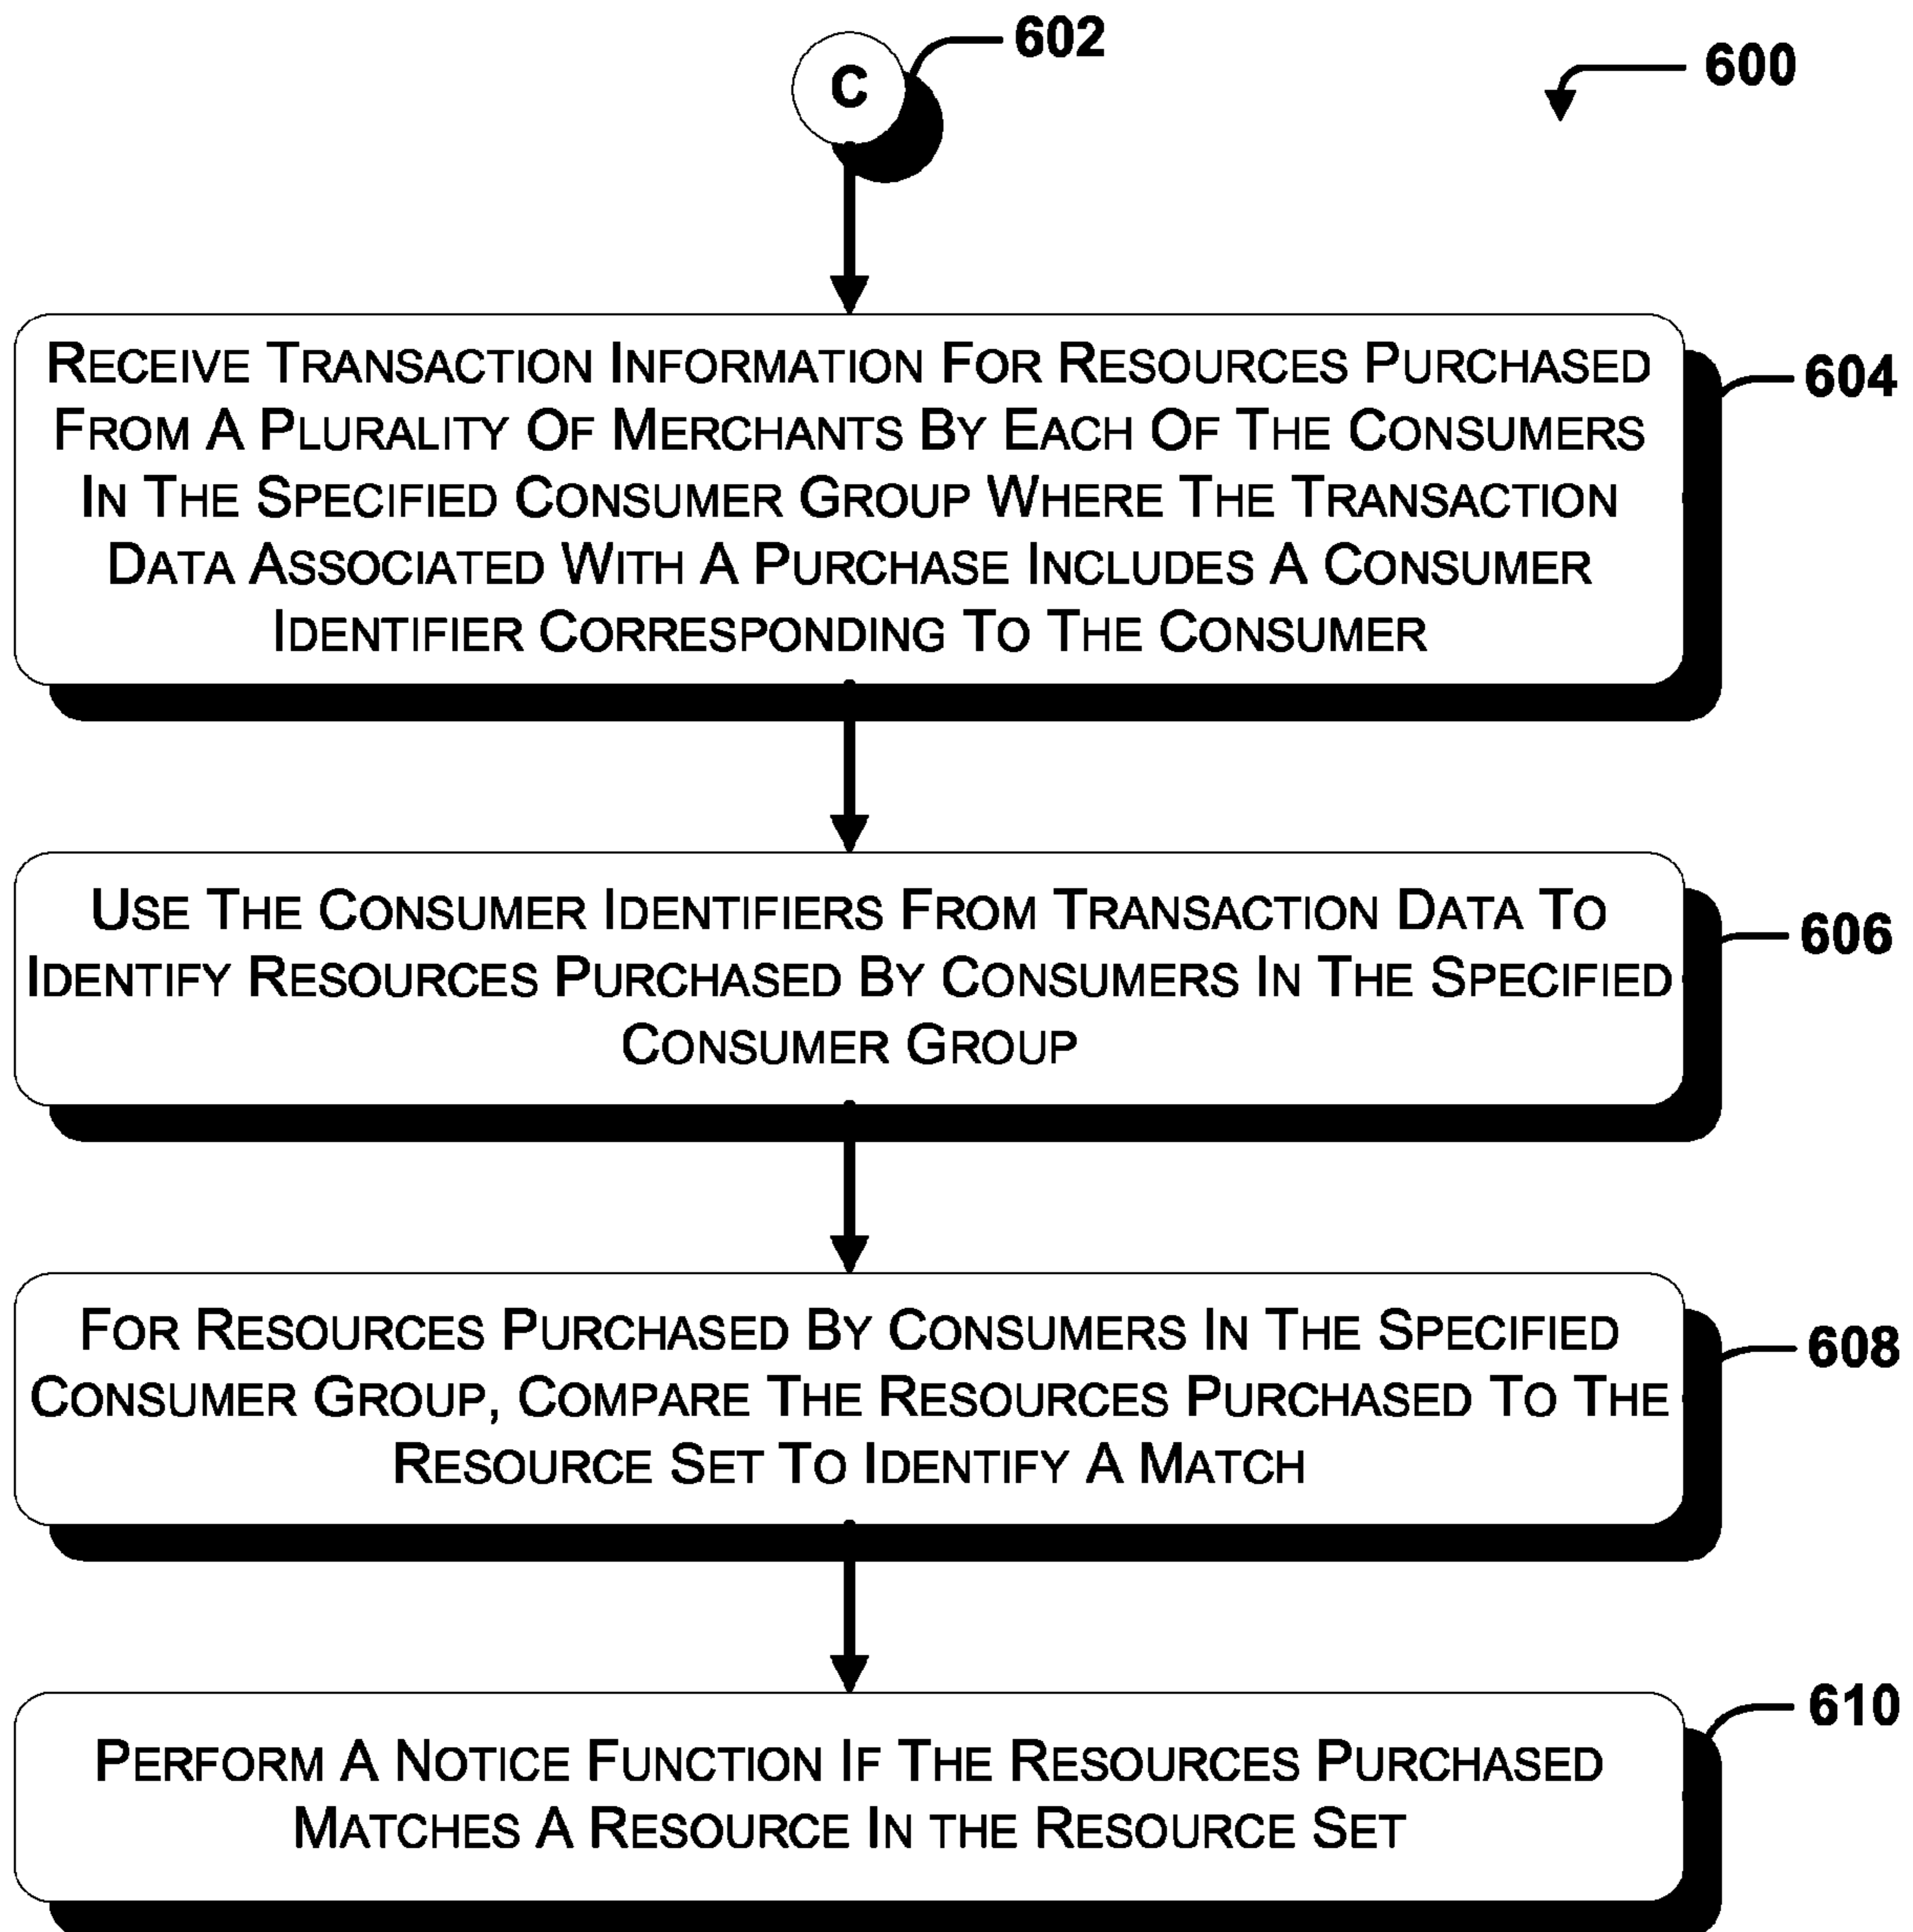 602
C
600
RECEIVE TRANSACTION INFORMATION FOR RESOURCES PURCHASED
FROM A PLURALITY OF MERCHANTS BY EACH OF THE CONSUMERS
IN THE SPECIFIED CONSUMER GROUP WHERE THE TRANSACTION
DATA ASSOCIATED WITH A PURCHASE INCLUDES A CONSUMER
IDENTIFIER CORRESPONDING TO THE CONSUMER
604
USE THE CONSUMER IDENTIFIERS FROM TRANSACTION DATA TO
IDENTIFY RESOURCES PURCHASED BY CONSUMERS IN THE SPECIFIED
CONSUMER GROUP
606
FOR RESOURCES PURCHASED BY CONSUMERS IN THE SPECIFIED
CONSUMER GROUP, COMPARE THE RESOURCES PURCHASED TO THE
RESOURCE SET TO IDENTIFY A MATCH
608
PERFORM A NOTICE FUNCTION IF THE RESOURCES PURCHASED
MATCHES A RESOURCE IN THE RESOURCE SET
610